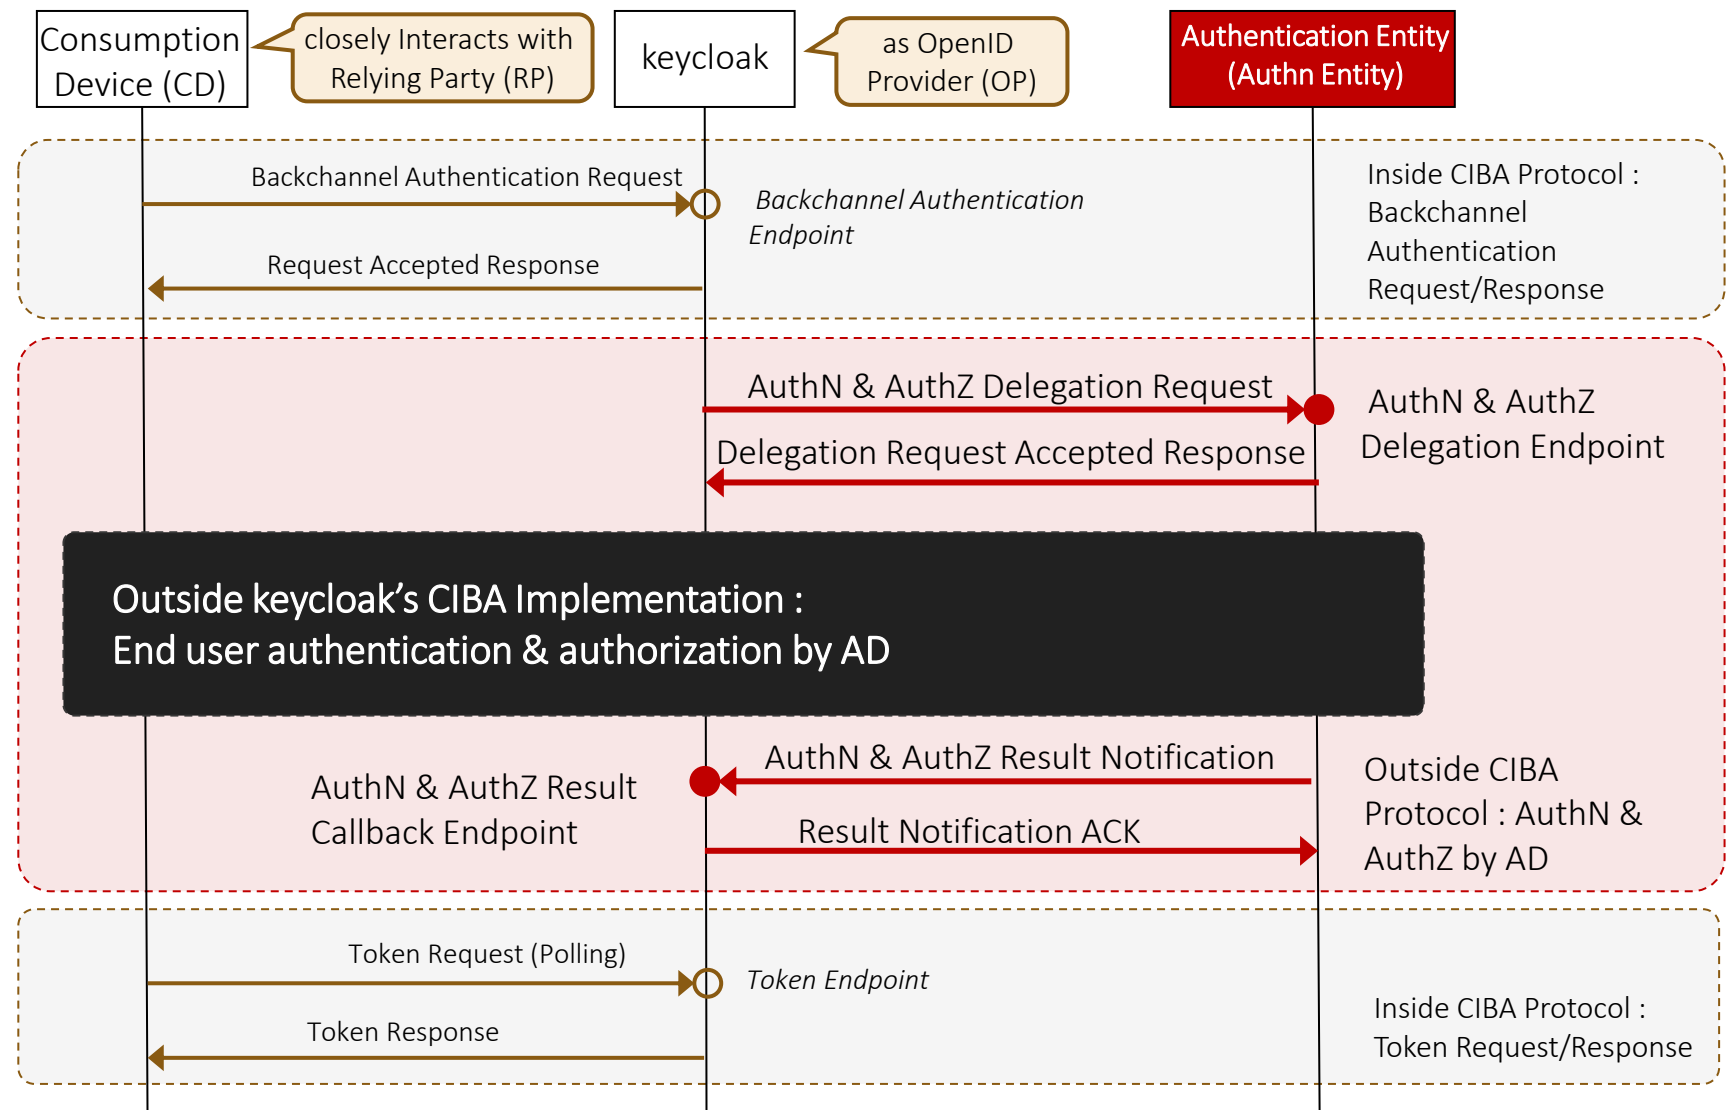 Consumption
Device (CD)
closely Interacts with
Relying Party (RP)
keycloak
as OpenID
Provider (OP)
Authentication Entity
(Authn Entity)
Backchannel Authentication Request
Backchannel Authentication
Endpoint
Request Accepted Response
Inside CIBA Protocol :
Backchannel
Authentication
Request/Response
AuthN & AuthZ Delegation Request
AuthN & AuthZ
Delegation Endpoint
Delegation Request Accepted Response
Outside keycloak’s CIBA Implementation :
End user authentication & authorization by AD
AuthN & AuthZ Result Notification
AuthN & AuthZ Result
Callback Endpoint
Result Notification ACK
Outside CIBA
Protocol : AuthN &
AuthZ by AD
Token Request (Polling)
Token Endpoint
Token Response
Inside CIBA Protocol :
Token Request/Response